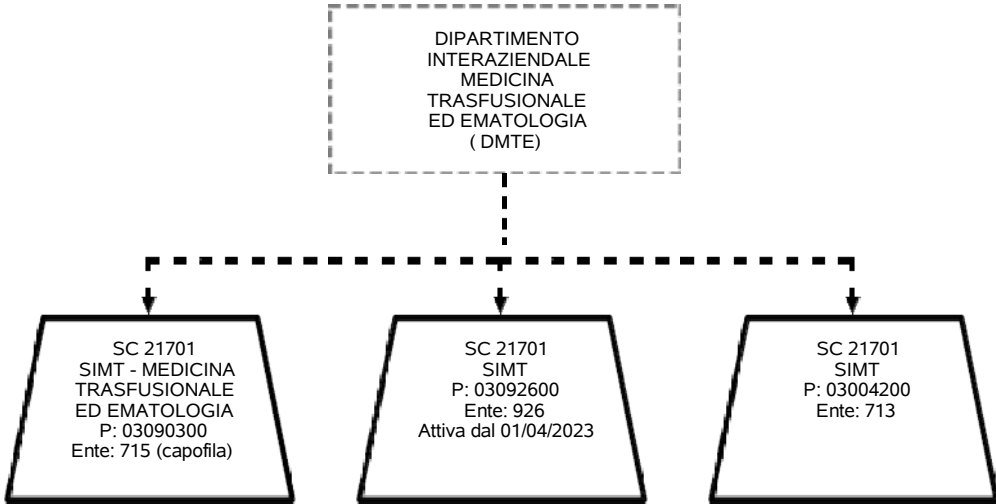 DIPARTIMENTO
INTERAZIENDALE
MEDICINA
TRASFUSIONALE
ED EMATOLOGIA
( DMTE)
SC 21701
SIMT - MEDICINA
TRASFUSIONALE
ED EMATOLOGIA
P: 03090300
Ente: 715 (capofila)
SC 21701
SIMT
P: 03092600
Ente: 926
Attiva dal 01/04/2023
SC 21701
SIMT
P: 03004200
Ente: 713